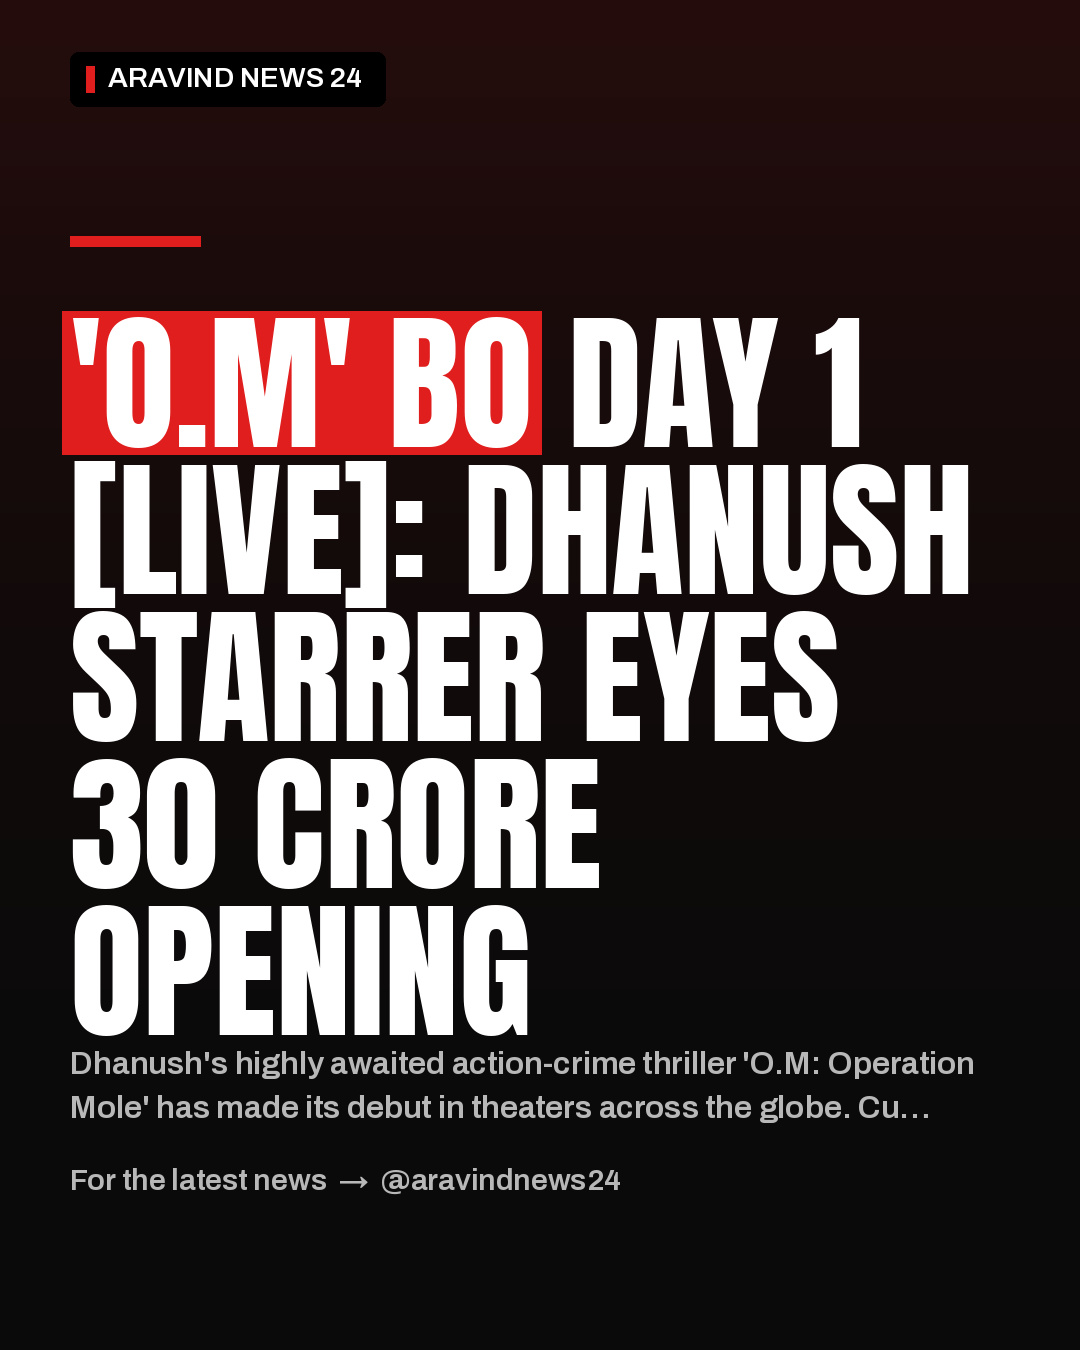 ARAVIND NEWS 24
'O.M' BO DAY 1
[LIVE]: DHANUSH
STARRER EYES
30 CRORE
OPENING
Dhanush's highly awaited action-crime thriller 'O.M: Operation
Mole' has made its debut in theaters across the globe. Cu...
For the latest news → @aravindnews24